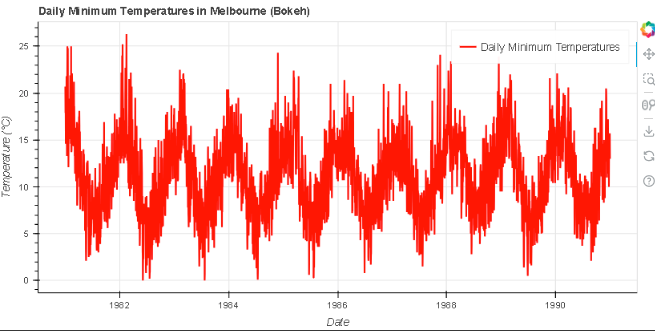 Daily Minimum Temperatures in Melbourne (Bokeh)
Daily Minimum Temperatures
25
20
15
10
5
0
Temperature (°C)
1982
1984
1986
1988
1990
Date